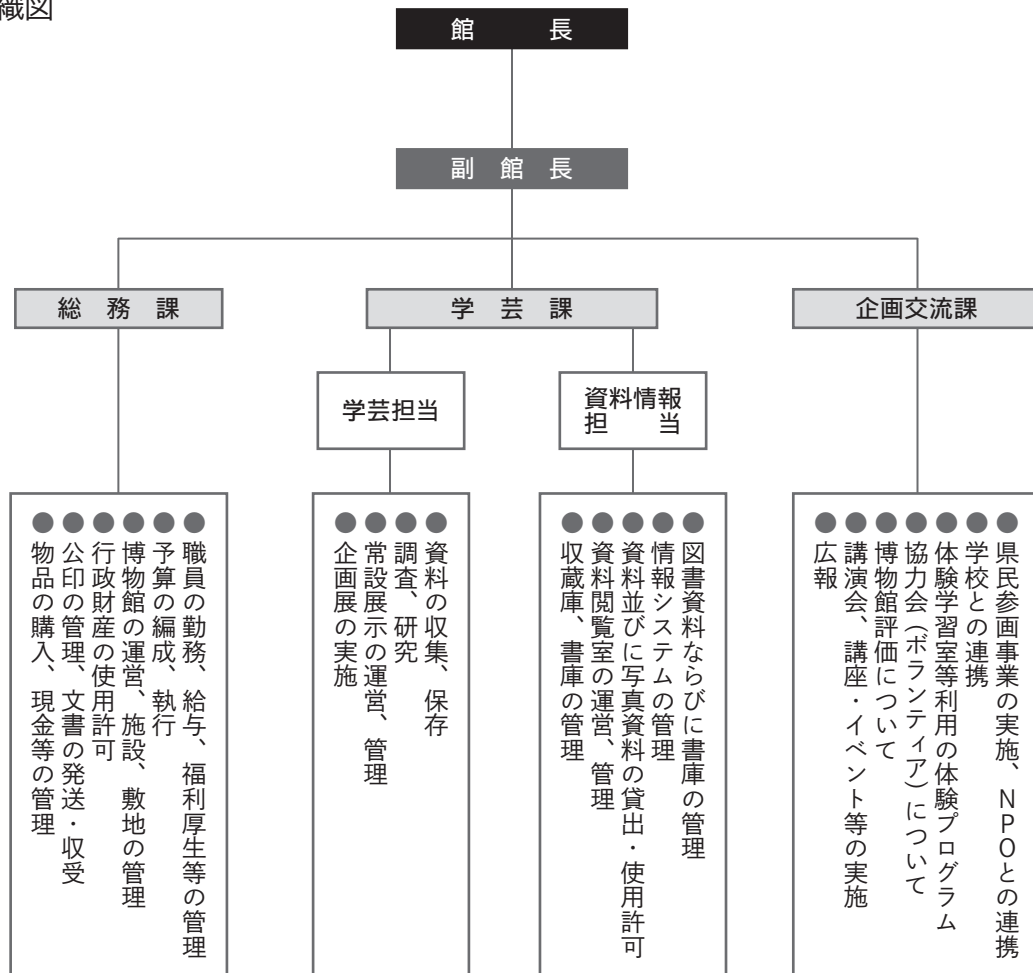 織図
館長
副館長
総務課
学芸課
企画交流課
学芸担当
資料情報
担当
●職員の勤務、給与、福利厚生等の管理
●予算の編成、執行
●博物館の運営、施設、敷地の管理
●行政財産の使用許可
●公印の管理、文書の発送・収受
●物品の購入、現金等の管理
●資料の収集、保存
●調査、研究
●常設展示の運営、管理
●企画展の実施
●図書資料ならびに書庫の管理
●情報システムの管理
●資料並びに写真資料の貸出・使用許可
●資料閲覧室の運営、管理
●収蔵庫、書庫の管理
●県民参画事業の実施、NPOとの連携
●学校との連携
●体験学習室等利用の体験プログラム
●協力会（ボランティア）について
●博物館評価について
●講演会、講座・イベント等の実施
●広報